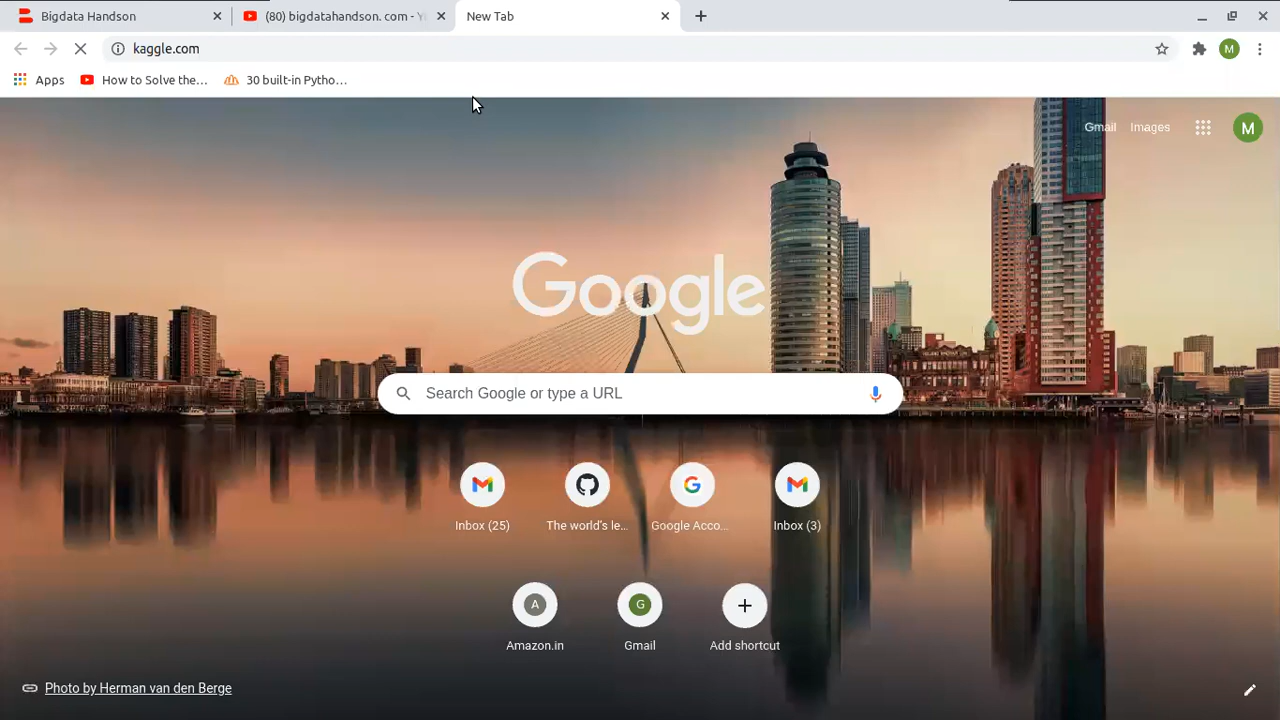 Bigdata Handson
(80) bigdatahandson. com - Y
New Tab
kaggle.com
M
Apps
How to Solve the...
30 built-in Pytho...
Gmail
Images
M
Google
Search Google or type a URL
Inbox (25)
The world's le...
Google Acco...
Inbox (3)
A
G
Amazon.in
Gmail
Add shortcut
Photo by Herman van den Berge